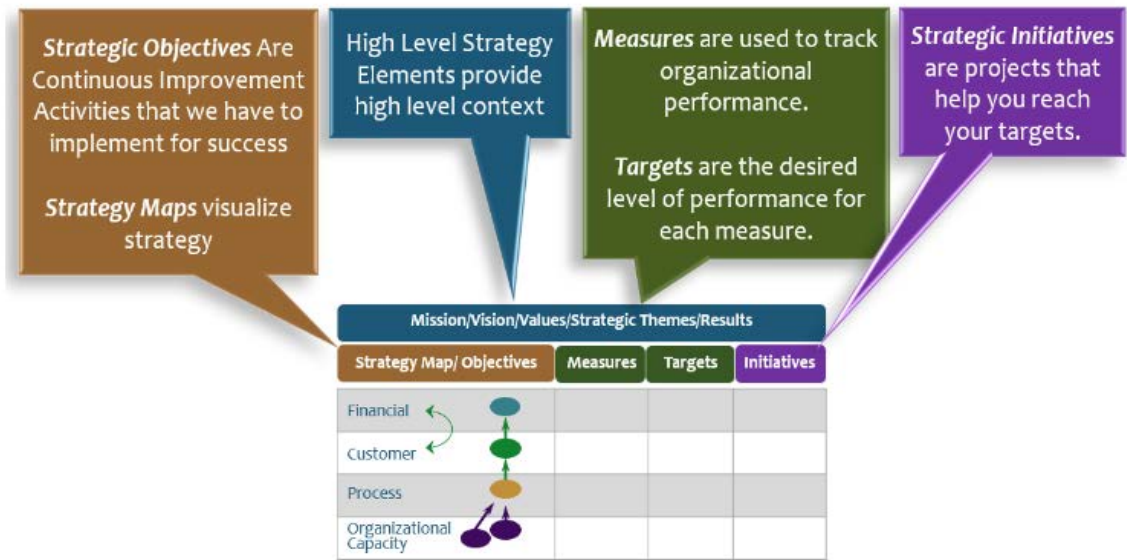 Strategic Objectives Are
Continuous Improvement
Activities that we have to
implement for success
Strategy Maps visualize
strategy
High Level Strategy
Elements provide
high level context
Measures are used to track
organizational
performance.
Targets are the desired
level of performance for
each measure.
Strategic Initiatives
are projects that
help you reach
your targets.
Mission/Vision/Values/Strategic Themes/Results
Strategy Map/ Objectives
Measures
Targets
Initiatives
Financial
Customer
Process
Organizational
Capacity